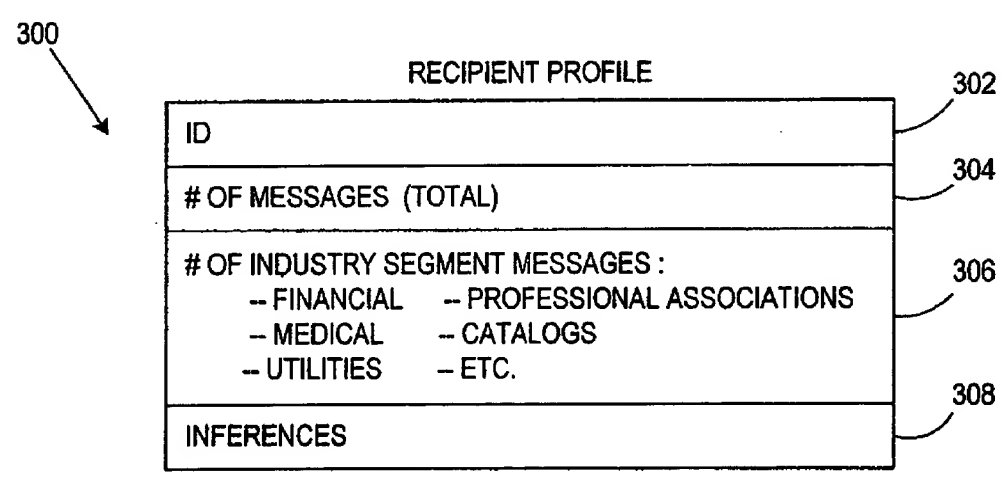 300
RECIPIENT PROFILE
302
ID
304
# OF MESSAGES (TOTAL)
# OF INDUSTRY SEGMENT MESSAGES :
306
-- FINANCIAL -- PROFESSIONAL ASSOCIATIONS
-- MEDICAL -- CATALOGS
-- UTILITIES -- ETC.
308
INFERENCES